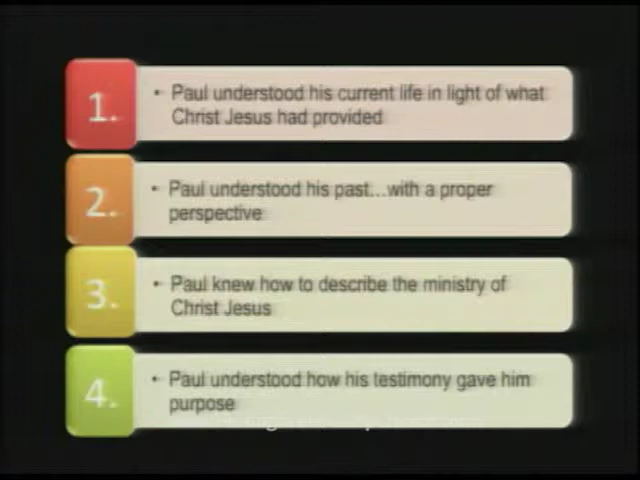 1.
• Paul understood his current life in light of what
Christ Jesus had provided
2.
• Paul understood his past...with a proper
perspective
3.
• Paul knew how to describe the ministry of
Christ Jesus
4.
• Paul understood how his testimony gave him
purpose